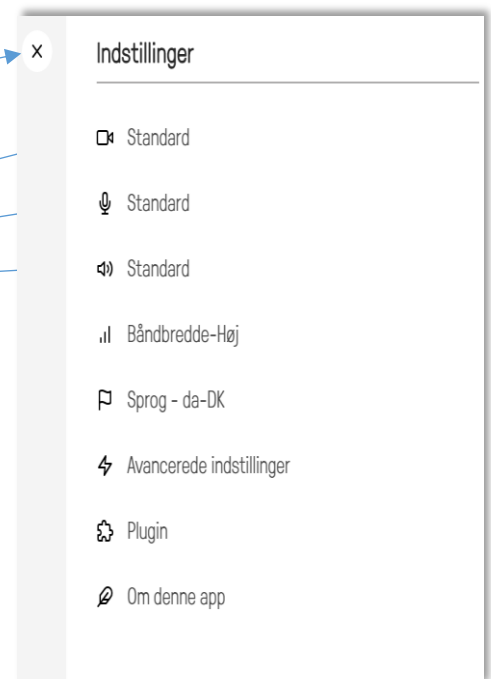 X Indstillinger
Standard
Standard
Standard
Båndbredde-Høj
Sprog - da-DK
Avancerede indstillinger
Plugin
Om denne app